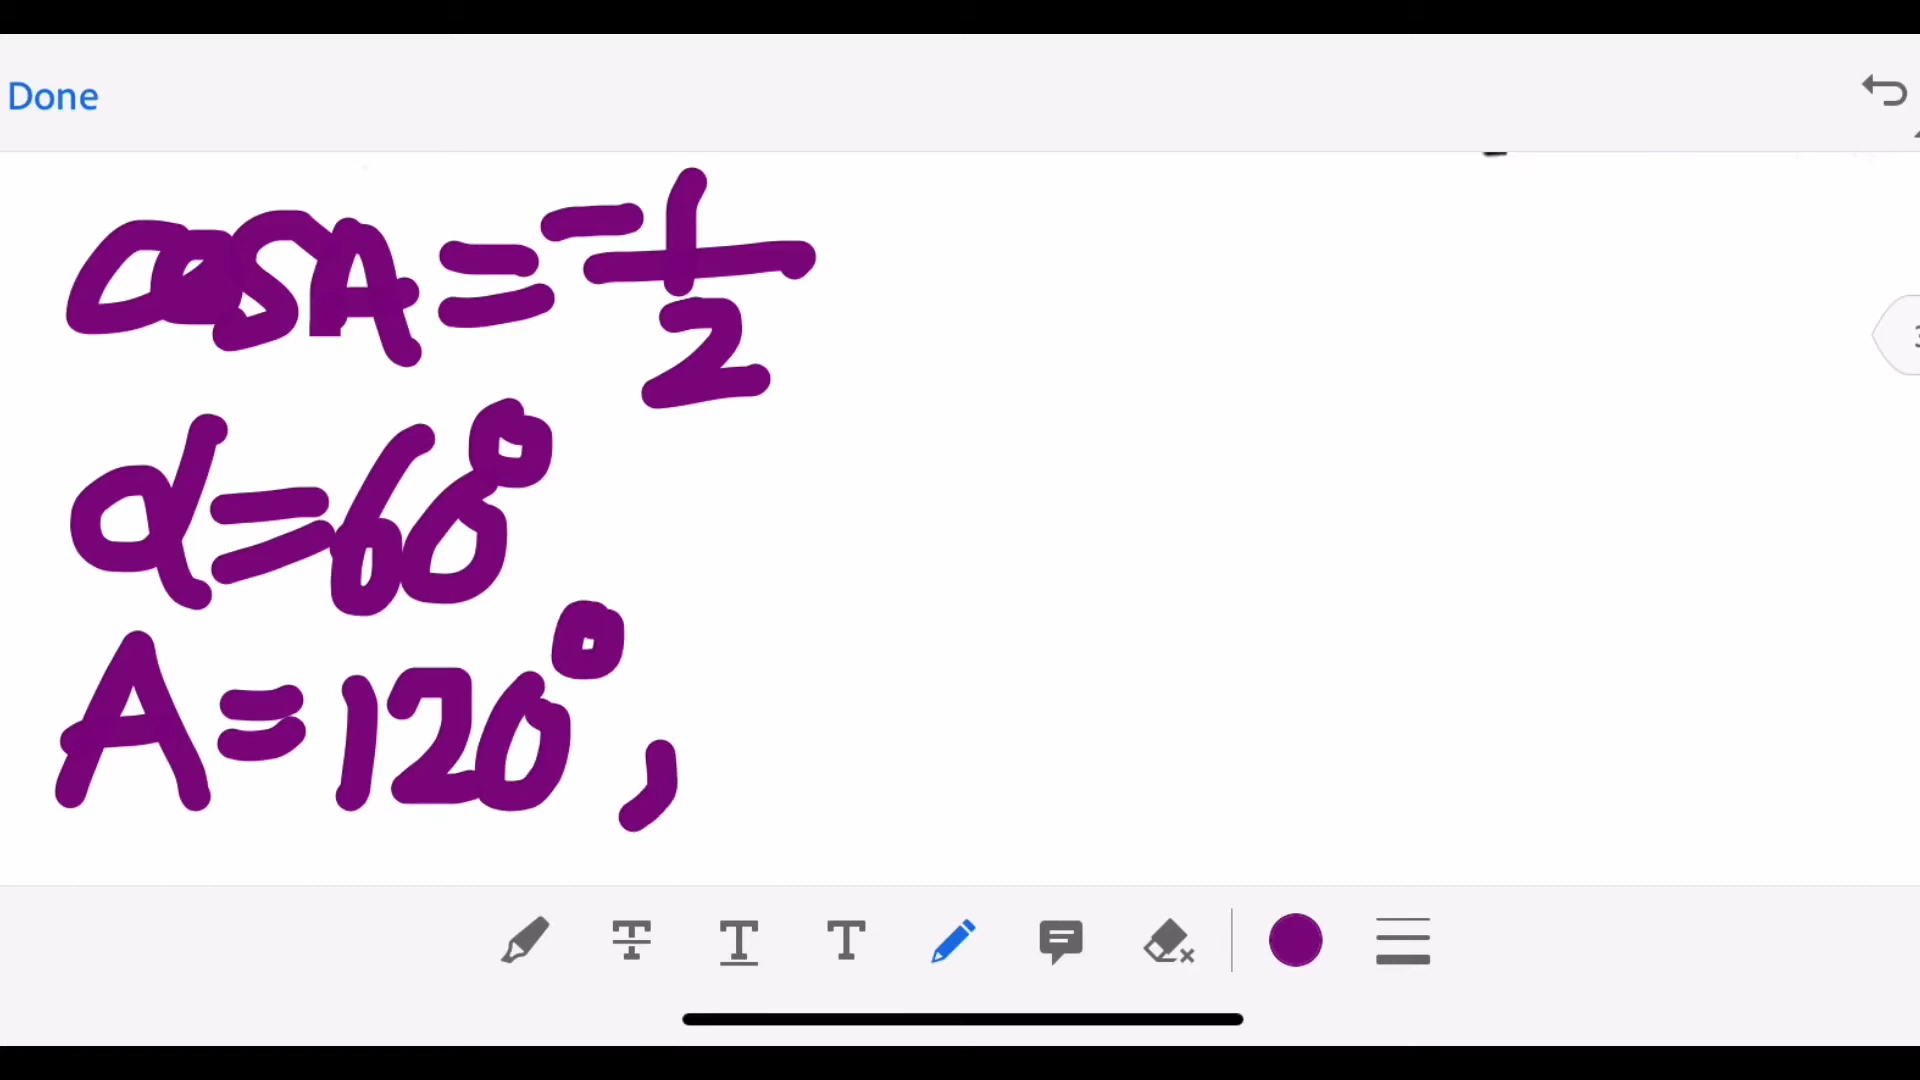 Done
cosA = -1/2
α = 60°
A = 120°,